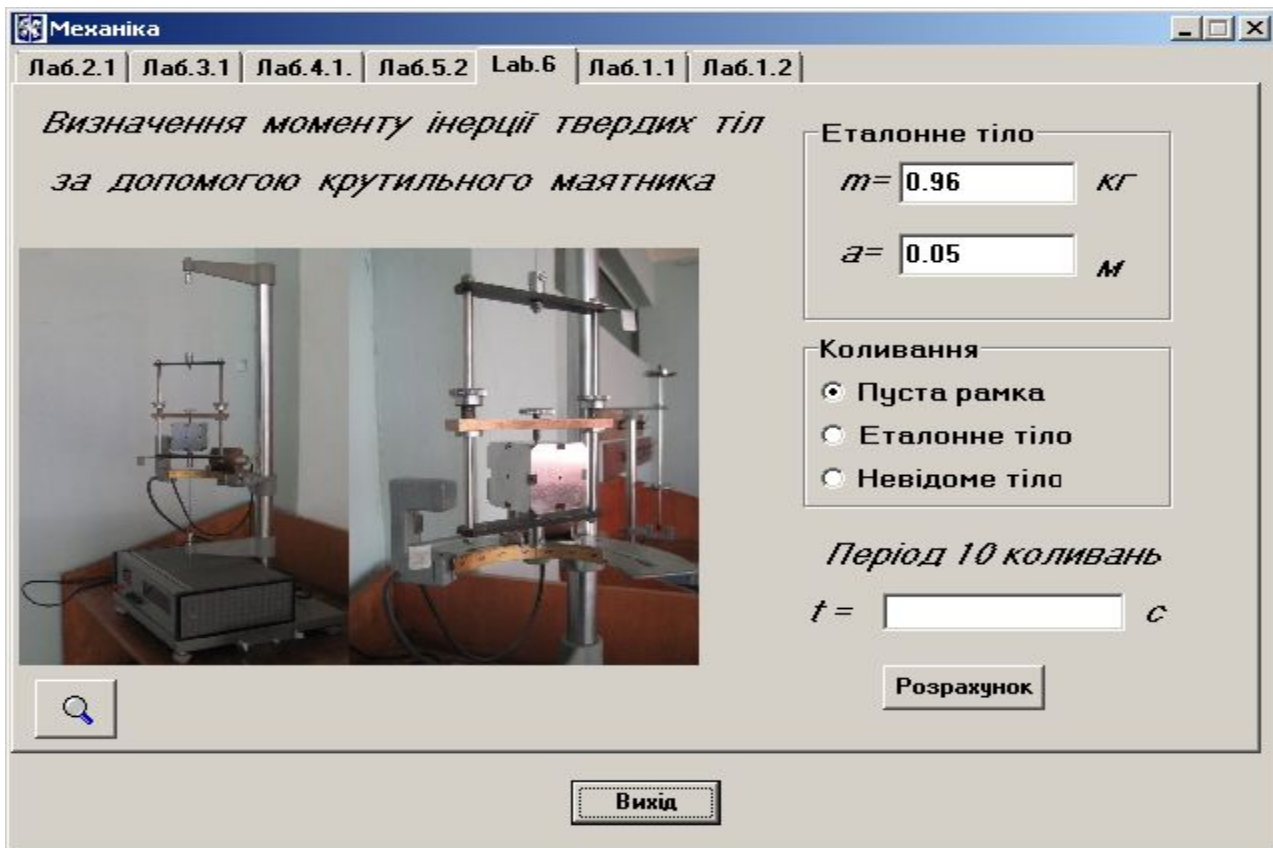 Механіка
Лаб.2.1 Лаб.3.1 Лаб.4.1. Лаб.5.2 Lab.6 Лаб.1.1 Лаб.1.2
Визначення моменту інерції твердих тіл
за допомогою крутильного маятника
Еталонне тіло
m= 0.96 кг
a= 0.05 м
Коливання
Пуста рамка
Еталонне тіло
Невідоме тіло
Період 10 коливань
t = с
Розрахунок
Вихід